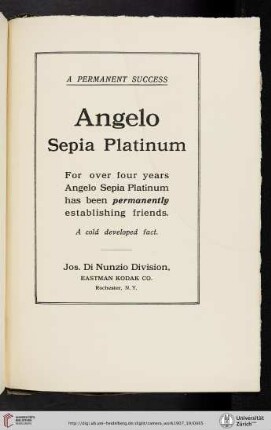 A PERMANENT SUCCESS
Angelo
Sepia Platinum
For over four years
Angelo Sepia Platinum
has been permanently
establishing friends.
A cold developed fact.
Jos. Di Nunzio Division,
EASTMAN KODAK CO.
Rochester, N. Y.
UNIVERSITÄTS-
BIBLIOTHEK
HEIDELBERG
Universität
Zürich